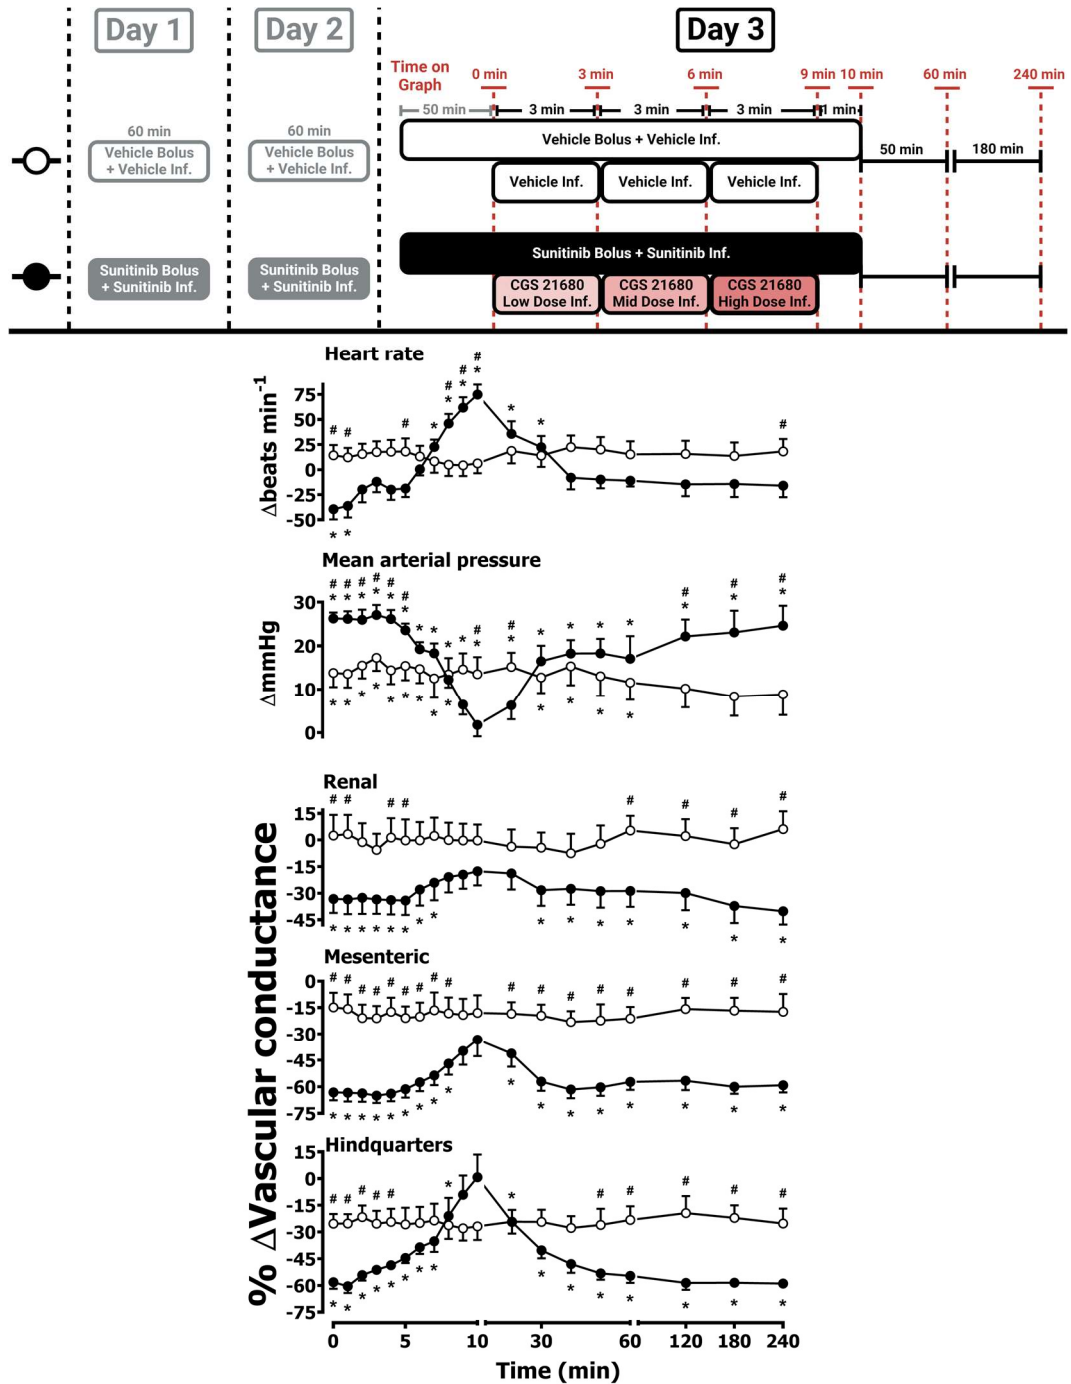 Day 1
Day 2
Day 3
Time on
Graph
0 min
3 min
6 min
9 min
10 min
60 min
240 min
50 min
3 min
3 min
3 min
1 min
60 min
Vehicle Bolus
+ Vehicle Inf.
60 min
Vehicle Bolus
+ Vehicle Inf.
Vehicle Bolus + Vehicle Inf.
50 min
180 min
Vehicle Inf.
Vehicle Inf.
Vehicle Inf.
Sunitinib Bolus
+ Sunitinib Inf.
Sunitinib Bolus
+ Sunitinib Inf.
Sunitinib Bolus + Sunitinib Inf.
CGS 21680
Low Dose Inf.
CGS 21680
Mid Dose Inf.
CGS 21680
High Dose Inf.
Heart rate
Δbeats min⁻¹
75
50
25
0
-25
-50
# # # * # * # * # * * * #
* *
Mean arterial pressure
ΔmmHg
30
20
10
0
# # # # # # # # # # #
* * * * * * * * * * * * * * * * * * *
* * * * * * * * * * * *
% ΔVascular conductance
Renal
15
0
-15
-30
-45
# # # # # # # #
* * * * * * * * * * * * * * *
Mesenteric
0
-15
-30
-45
-60
-75
# # # # # # # # # # # # # # # # #
* * * * * * * * * * * * * * * * *
Hindquarters
15
0
-15
-30
-45
-60
-75
# # # # # * * # # # # #
* * * * * * * * * * * * * * *
0
5
10
30
60
120
180
240
Time (min)